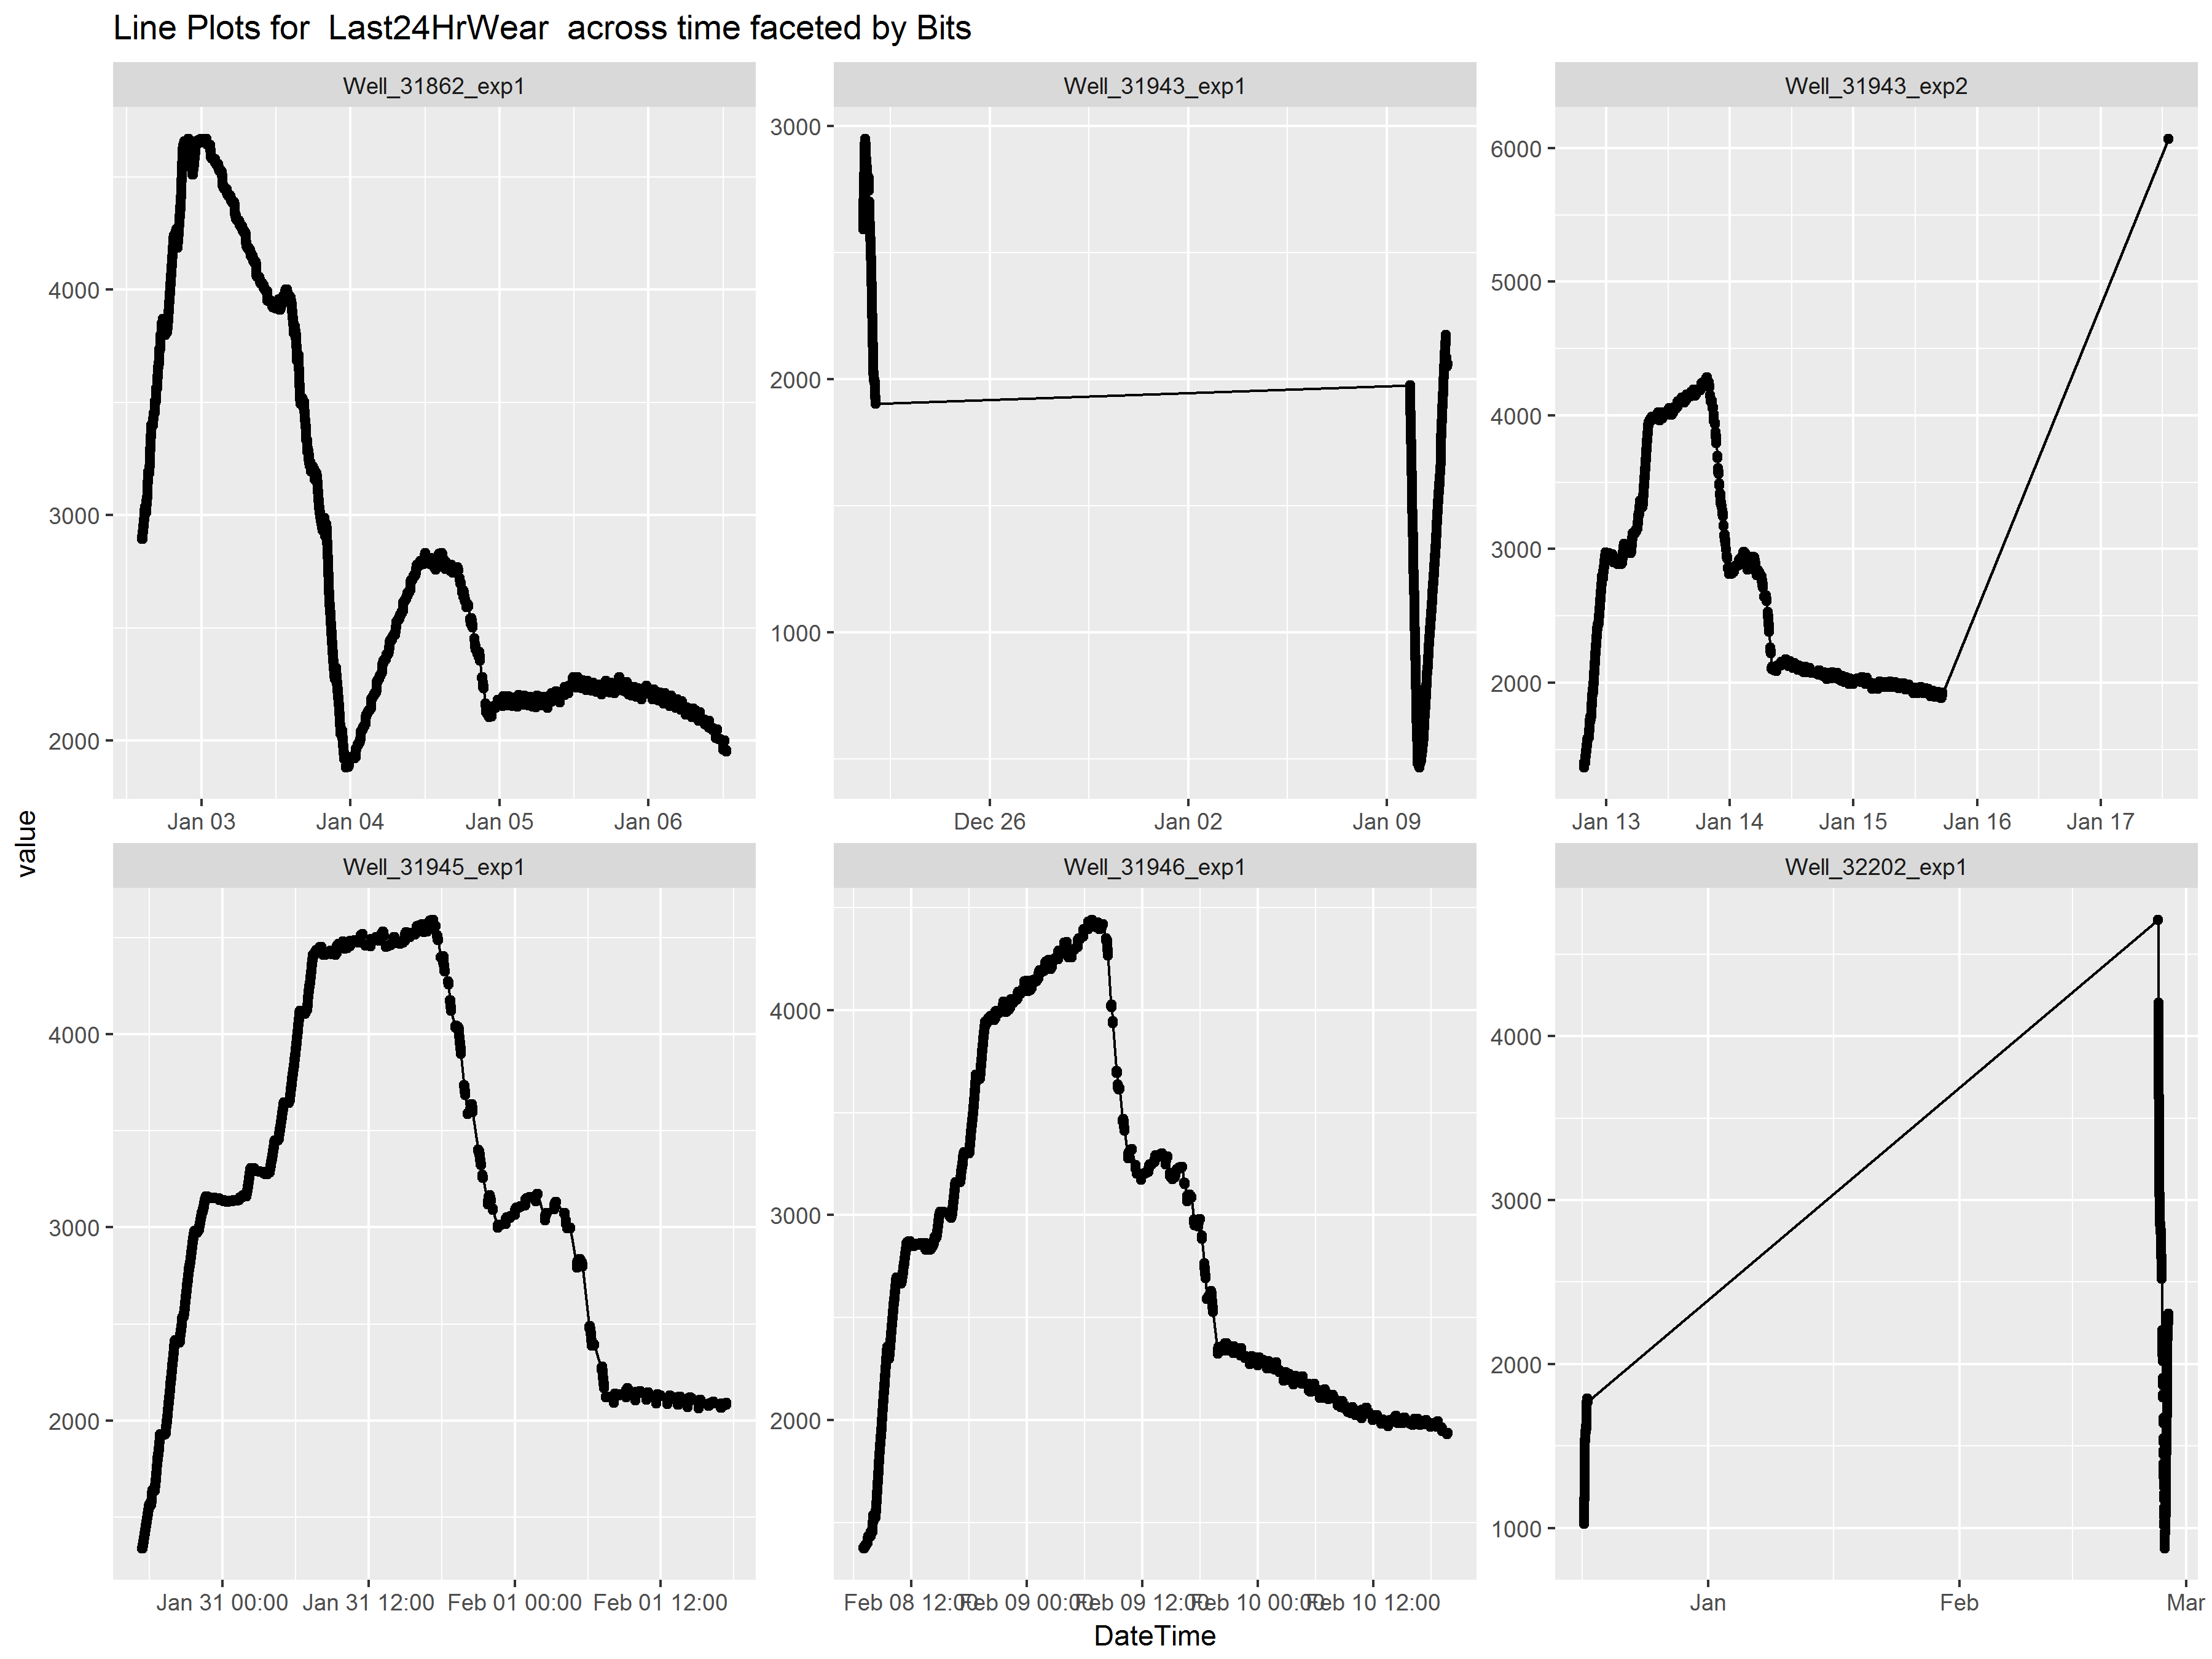 Line Plots for  Last24HrWear  across time faceted by Bits
Well_31862_exp1
Well_31943_exp1
Well_31943_exp2
4000
3000
2000
3000
2000
1000
6000
5000
4000
3000
2000
Jan 03 Jan 04 Jan 05 Jan 06
Dec 26 Jan 02 Jan 09
Jan 13 Jan 14 Jan 15 Jan 16 Jan 17
value
Well_31945_exp1
Well_31946_exp1
Well_32202_exp1
4000
3000
2000
4000
3000
2000
4000
3000
2000
1000
Jan 31 00:00 Jan 31 12:00 Feb 01 00:00 Feb 01 12:00
Feb 08 12:00 Feb 09 00:00 Feb 09 12:00 Feb 10 00:00 Feb 10 12:00
Jan Feb Mar
DateTime